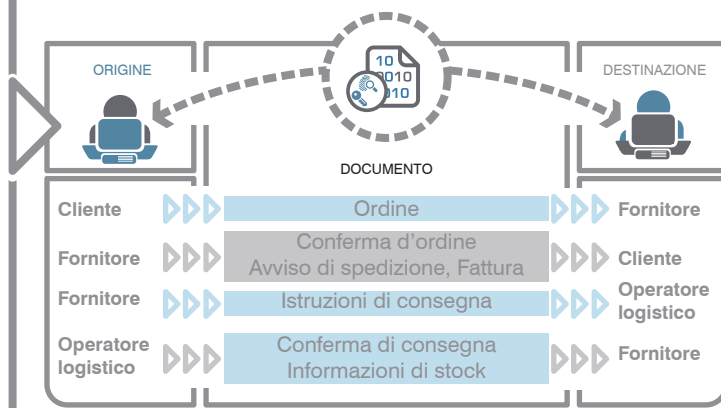 ORIGINE
10
0010
010
DESTINAZIONE
DOCUMENTO
Cliente
Ordine
Fornitore
Fornitore
Conferma d’ordine
Avviso di spedizione, Fattura
Cliente
Fornitore
Istruzioni di consegna
Operatore
logistico
Operatore
logistico
Conferma di consegna
Informazioni di stock
Fornitore